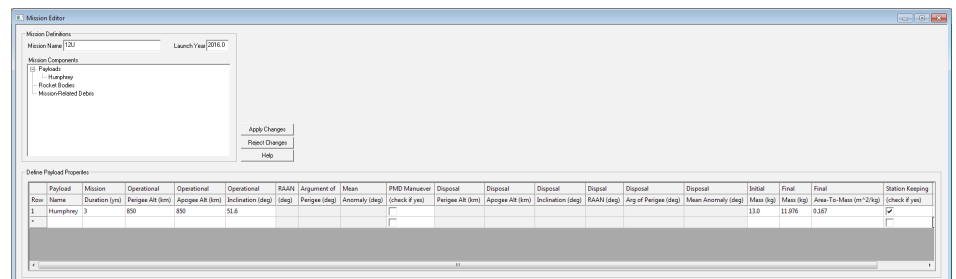 Mission Editor
Mission Definitions
Mission Name 12U Launch Year 2016.0
Mission Components
Payloads
Humphrey
Rocket Bodies
Mission-Related Debris
Apply Changes
Reject Changes
Help
Define Payload Properites
Payload Mission Operational Operational Operational RAAN Argument of Mean PMD Manuever Disposal Disposal Disposal Dispsal Disposal Disposal Initial Final Final Station Keeping
Row Name Duration (yrs) Perigee Alt (km) Apogee Alt (km) Inclination (deg) (deg) Perigee (deg) Anomaly (deg) (check if yes) Perigee Alt (km) Apogee Alt (km) Inclination (deg) RAAN (deg) Arg of Perigee (deg) Mean Anomaly (deg) Mass (kg) Mass (kg) Area-To-Mass (m^2/kg) (check if yes)
1 Humphrey 3 850 850 51.6 13.0 11.976 0.167
*